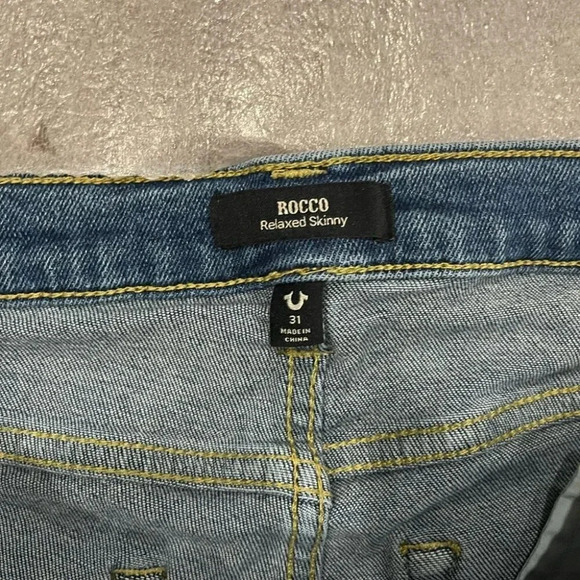 ROCCO
Relaxed Skinny
31
MADE IN
CHINA